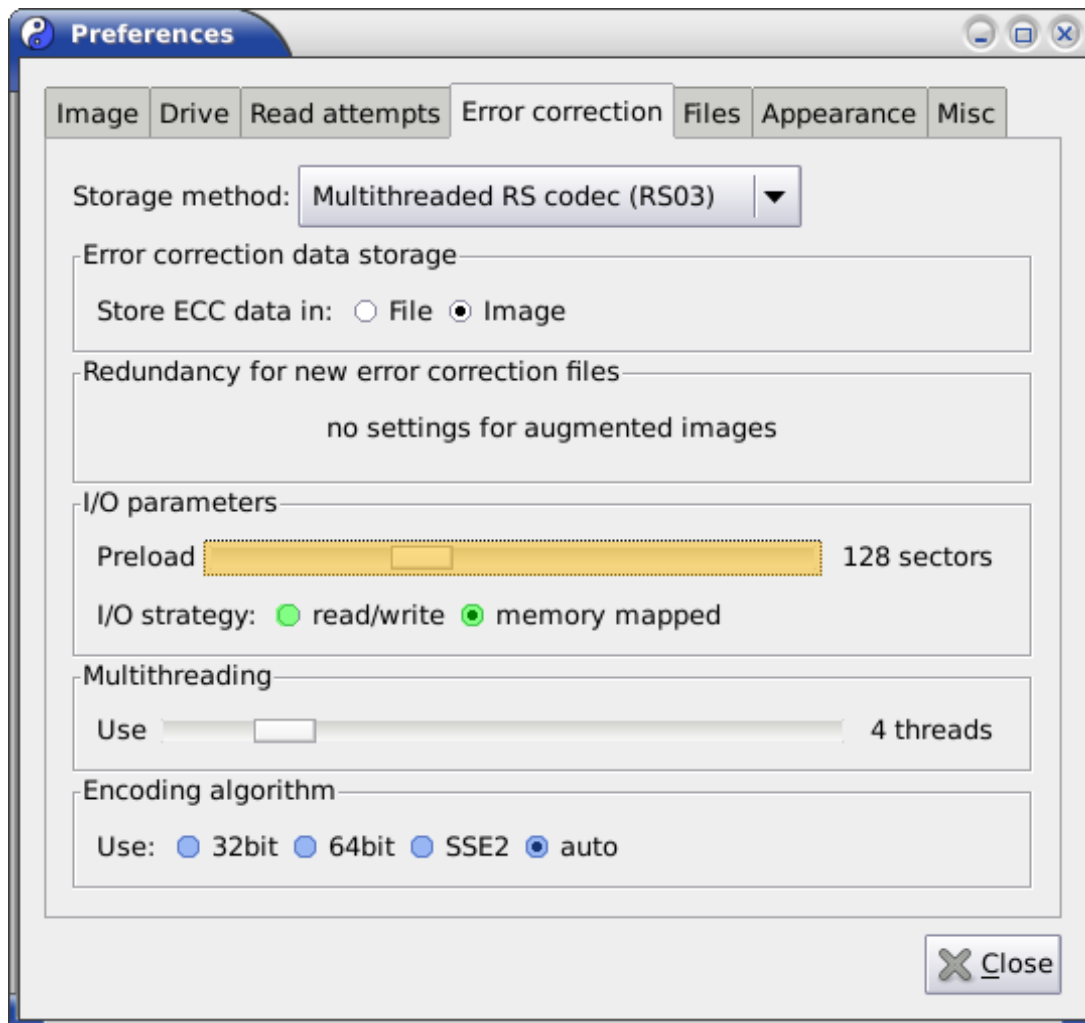 Preferences
Image Drive Read attempts Error correction Files Appearance Misc
Storage method: Multithreaded RS codec (RS03)
Error correction data storage
Store ECC data in: File Image
Redundancy for new error correction files
no settings for augmented images
I/O parameters
Preload 128 sectors
I/O strategy: read/write memory mapped
Multithreading
Use 4 threads
Encoding algorithm
Use: 32bit 64bit SSE2 auto
Close